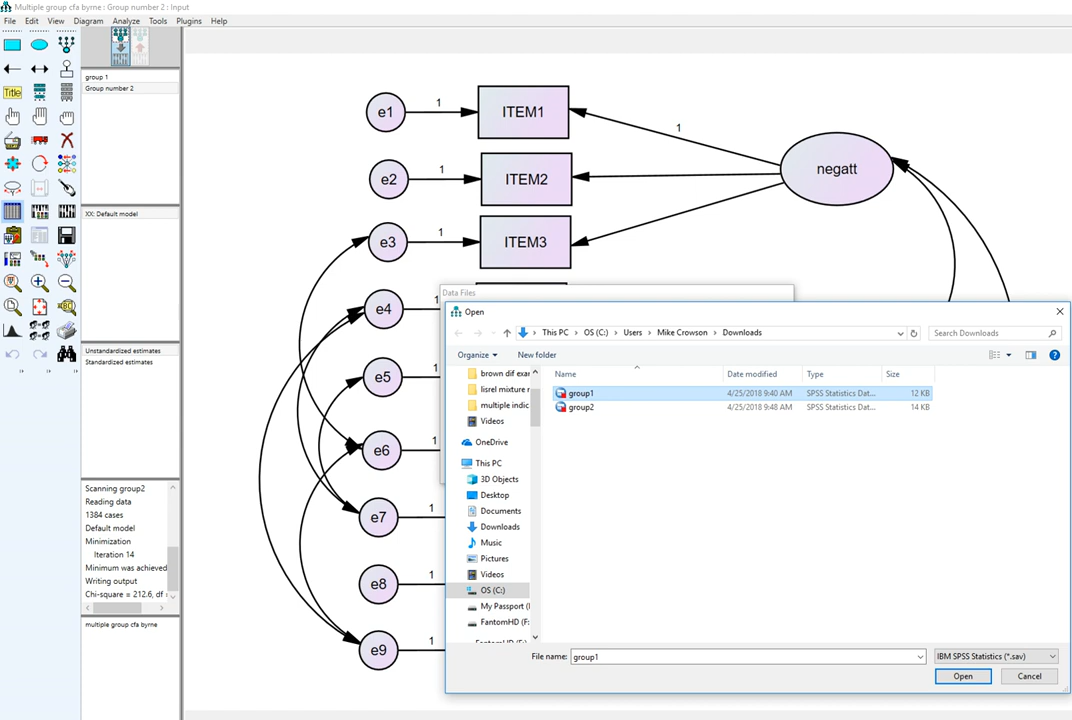 Multiple group cfa byrne : Group number 2 : Input
File Edit View Diagram Analyze Tools Plugins Help
Title
group 1
Group number 2
XX: Default model
Unstandardized estimates
Standardized estimates
Scanning group2
Reading data
1384 cases
Default model
Minimization
Iteration 14
Minimum was achieved
Writing output
Chi-square = 212.6, df =
multiple group cfa byrne
e1 1 ITEM1
1
negatt
e2 1 ITEM2
e3 1 ITEM3
e4 1
e5 1
e6 1
e7 1
e8 1
e9 1
Data Files
Open
This PC > OS (C:) > Users > Mike Crowson > Downloads
Search Downloads
Organize New folder
brown dif exar
lisrel mixture r
multiple indic
Videos
OneDrive
This PC
3D Objects
Desktop
Documents
Downloads
Music
Pictures
Videos
OS (C:)
My Passport (
FantomHD (F:
FantomHD (F:)
Name Date modified Type Size
group1 4/25/2018 9:40 AM SPSS Statistics Dat... 12 KB
group2 4/25/2018 9:48 AM SPSS Statistics Dat... 14 KB
File name: group1 IBM SPSS Statistics (*.sav)
Open Cancel